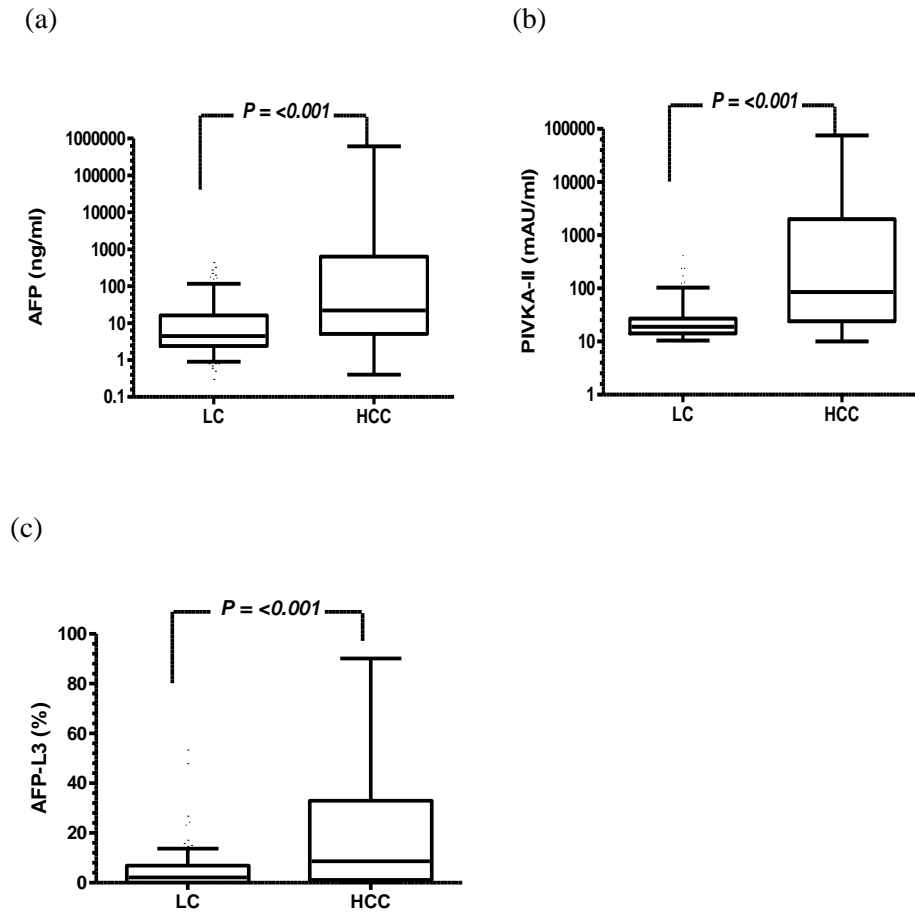 (a)
P = <0.001
1000000
100000
10000
1000
100
10
1
0.1
AFP (ng/ml)
LC
HCC
(b)
P = <0.001
100000
10000
1000
100
10
1
PIVKA-II (mAU/ml)
LC
HCC
(c)
P = <0.001
100
80
60
40
20
0
AFP-L3 (%)
LC
HCC